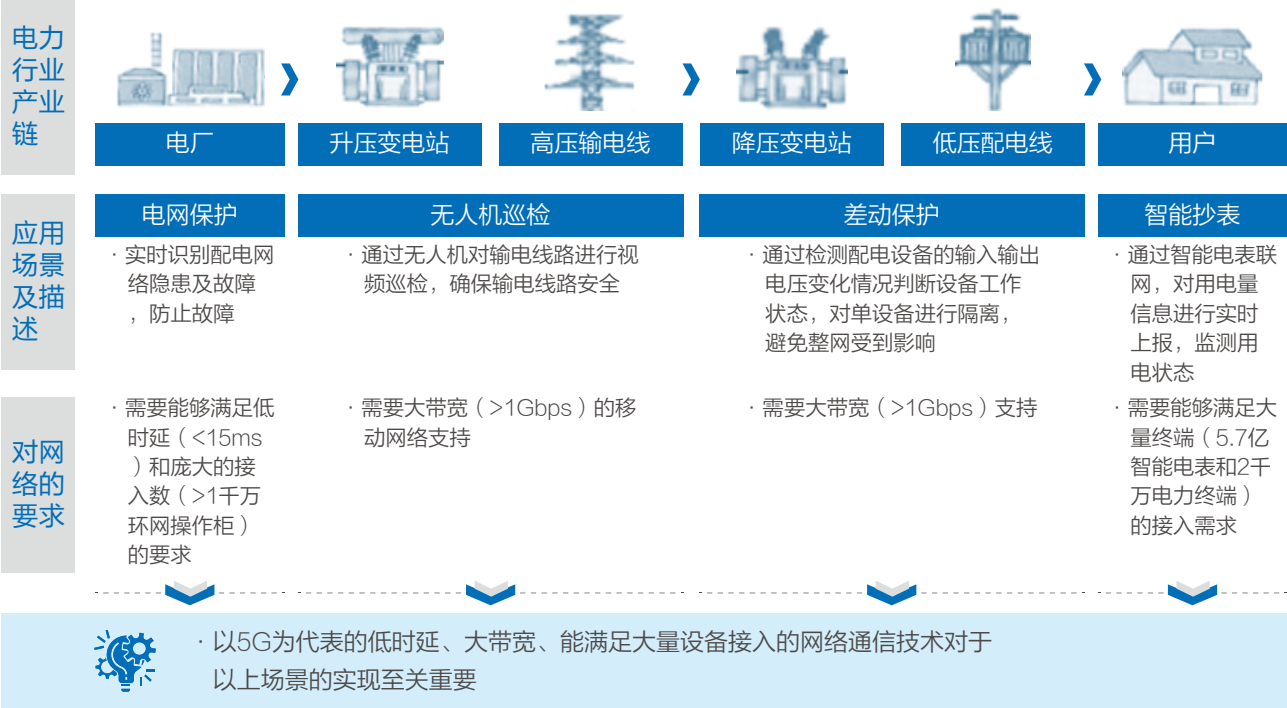 电力
行业
产业
链
电厂
升压变电站
高压输电线
降压变电站
低压配电线
用户
应用
场景
及描
述
电网保护
·实时识别配电网
络隐患及故障
，防止故障
无人机巡检
·通过无人机对输电线路进行视
频巡检，确保输电线路安全
差动保护
·通过检测配电设备的输入输出
电压变化情况判断设备工作
状态，对单设备进行隔离，
避免整网受到影响
智能抄表
·通过智能电表联
网，对用电量
信息进行实时
上报，监测用
电状态
对网
络的
要求
·需要能够满足低
时延（<15ms
）和庞大的接
入数（>1千万
环网操作柜）
的要求
·需要大带宽（>1Gbps）的移
动网络支持
·需要大带宽（>1Gbps）支持
·需要能够满足大
量终端（5.7亿
智能电表和2千
万电力终端）
的接入需求
·以5G为代表的低时延、大带宽、能满足大量设备接入的网络通信技术对于
以上场景的实现至关重要